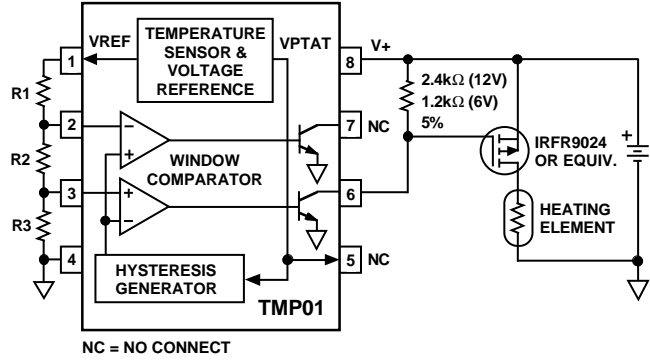 TEMPERATURE
SENSOR &
VOLTAGE
REFERENCE
VREF
VPTAT
V+
1
8
R1
2.4kΩ (12V)
1.2kΩ (6V)
5%
2
7
NC
−
+
WINDOW
COMPARATOR
IRFR9024
OR EQUIV.
+
R2
3
6
+
−
HEATING
ELEMENT
R3
4
5
NC
HYSTERESIS
GENERATOR
TMP01
NC = NO CONNECT